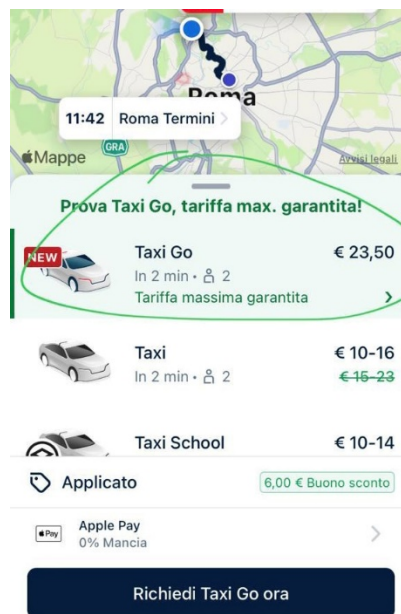 Roma
11:42 Roma Termini
GRA
Mappe
Avvisi legali
Prova Taxi Go, tariffa max. garantita!
NEW
Taxi Go
€ 23,50
In 2 min • 2
Tariffa massima garantita
Taxi
€ 10-16
In 2 min • 2
€ 15-23
Taxi School
€ 10-14
Applicato
6,00 € Buono sconto
Pay
Apple Pay
0% Mancia
Richiedi Taxi Go ora